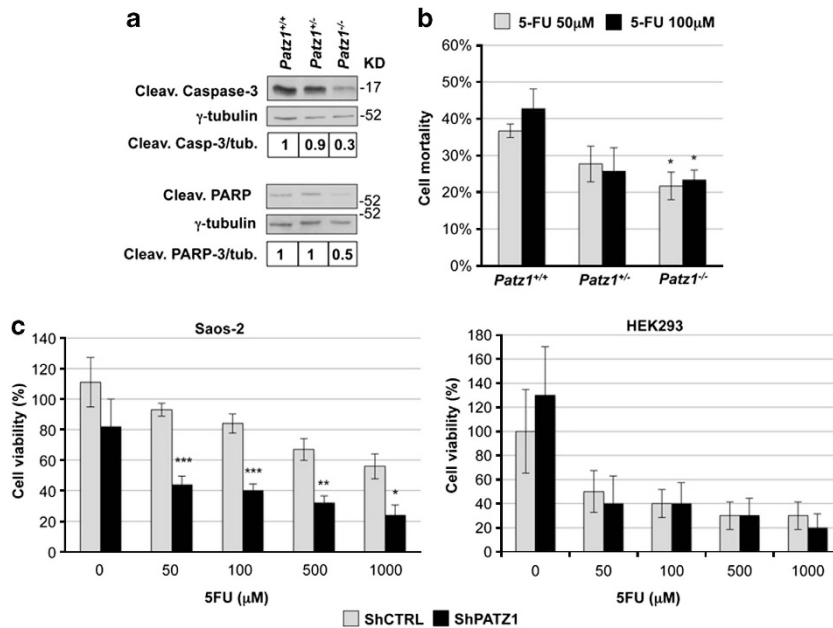 a
Patz1+/+ Patz1+/- Patz1-/-
KD
Cleav. Caspase-3 -17
γ-tubulin -52
Cleav. Casp-3/tub. 1 0.9 0.3
Cleav. PARP -52
γ-tubulin -52
Cleav. PARP-3/tub. 1 1 0.5
b
5-FU 50µM 5-FU 100µM
Cell mortality
60%
50%
40%
30%
20%
10%
0%
* *
Patz1+/+ Patz1+/- Patz1-/-
c
Saos-2
Cell viability (%)
140
120
100
80
60
40
20
0
*** *** ** *
0 50 100 500 1000
5FU (µM)
HEK293
Cell viability (%)
180
160
140
120
100
80
60
40
20
0
0 50 100 500 1000
5FU (µM)
ShCTRL ShPATZ1